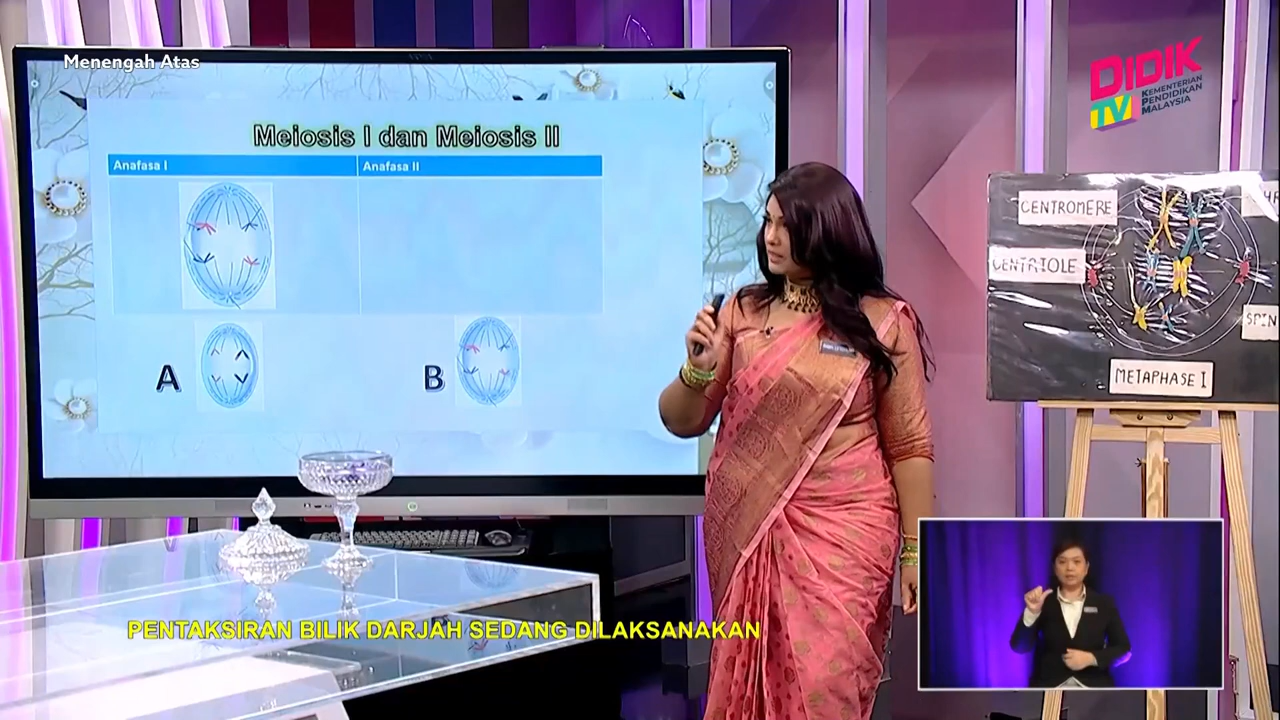 Menengah Atas
DIDIK
TV
KEMENTERIAN
PENDIDIKAN
MALAYSIA
Meiosis I dan Meiosis II
Anafasa I
Anafasa II
A
B
CENTROMERE
CENTRIOLE
SPIN
METAPHASE I
PENTAKSIRAN BILIK DARJAH SEDANG DILAKSANAKAN